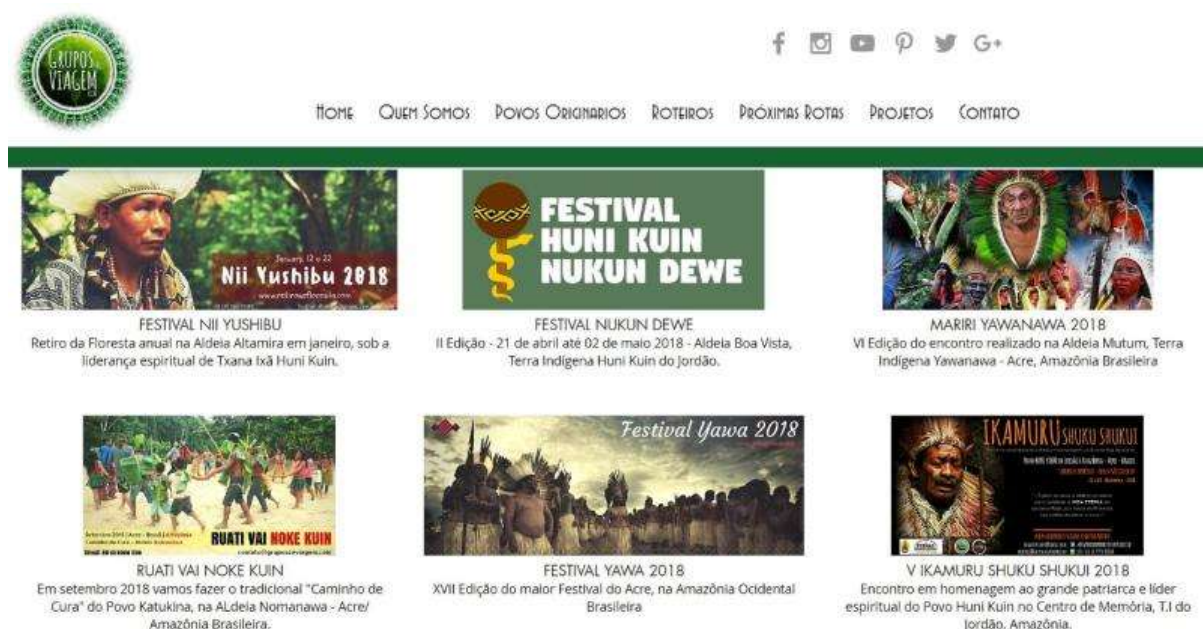 GRUPOS DE
VIAGEM
HOME QUEM SOMOS POVOS ORIGINARIOS ROTEIROS PRÓXIMAS ROTAS PROJETOS CONTATO
January, 12 a 22
Nii Yushibu 2018
FESTIVAL NII YUSHIBU
Retiro da Floresta anual na Aldeia Altamira em janeiro, sob a
liderança espiritual de Txana Ixã Huni Kuin.
FESTIVAL
HUNI KUIN
NUKUN DEWE
FESTIVAL NUKUN DEWE
II Edição - 21 de abril até 02 de maio 2018 - Aldeia Boa Vista,
Terra Indígena Huni Kuin do Jordão.
MARIRI YAWANAWA 2018
VI Edição do encontro realizado na Aldeia Mutum, Terra
Indígena Yawanawa - Acre, Amazônia Brasileira
RUATI VAI NOKE KUIN
RUATI VAI NOKE KUIN
Em setembro 2018 vamos fazer o tradicional "Caminho de
Cura" do Povo Katukina, na ALdeia Nomanawa - Acre/
Amazônia Brasileira.
Festival Yawa 2018
FESTIVAL YAWA 2018
XVII Edição do maior Festival do Acre, na Amazônia Ocidental
Brasileira
IKAMURU SHUKU SHUKUI
V IKAMURU SHUKU SHUKUI 2018
Encontro em homenagem ao grande patriarca e líder
espiritual do Povo Huni Kuin no Centro de Memória, T.I do
Jordão, Amazônia.